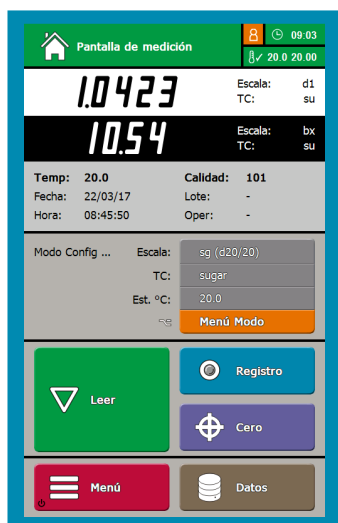 Pantalla de medición
8 09:03
8✓ 20.0 20.00
1.0423 Escala: d1
TC: su
10.54 Escala: bx
TC: su
Temp: 20.0 Calidad: 101
Fecha: 22/03/17 Lote: -
Hora: 08:45:50 Oper: -
Modo Config ... Escala: sg (d20/20)
TC: sugar
Est. ºC: 20.0
Menú Modo
Leer
Registro
Cero
Menú
Datos